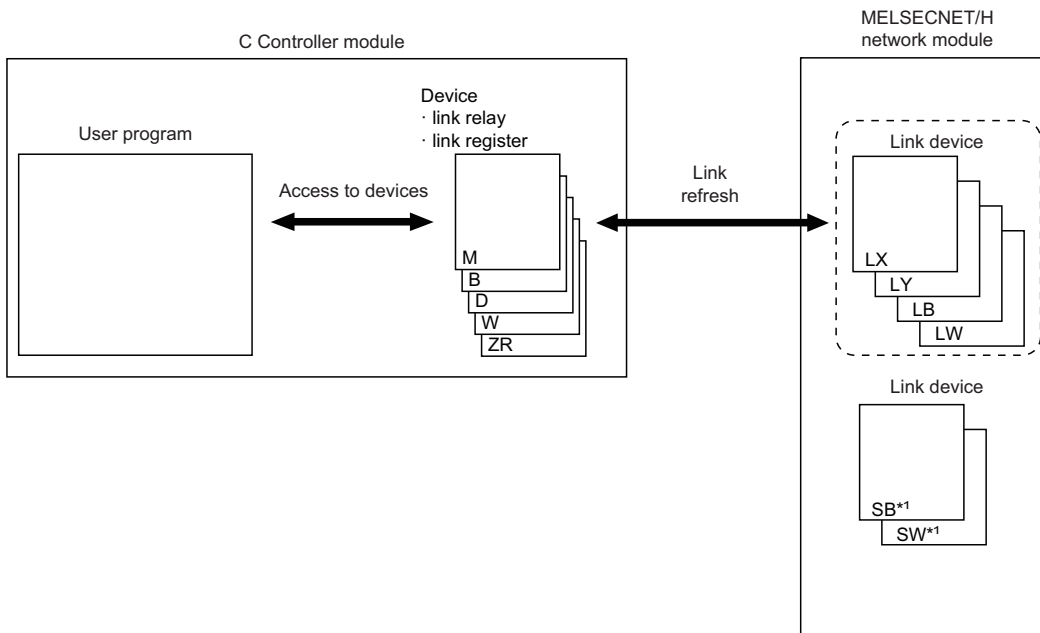 C Controller module
MELSECNET/H
network module
User program
Device
· link relay
· link register
Access to devices
M
B
D
W
ZR
Link
refresh
Link device
LX
LY
LB
LW
Link device
SB*¹
SW*¹